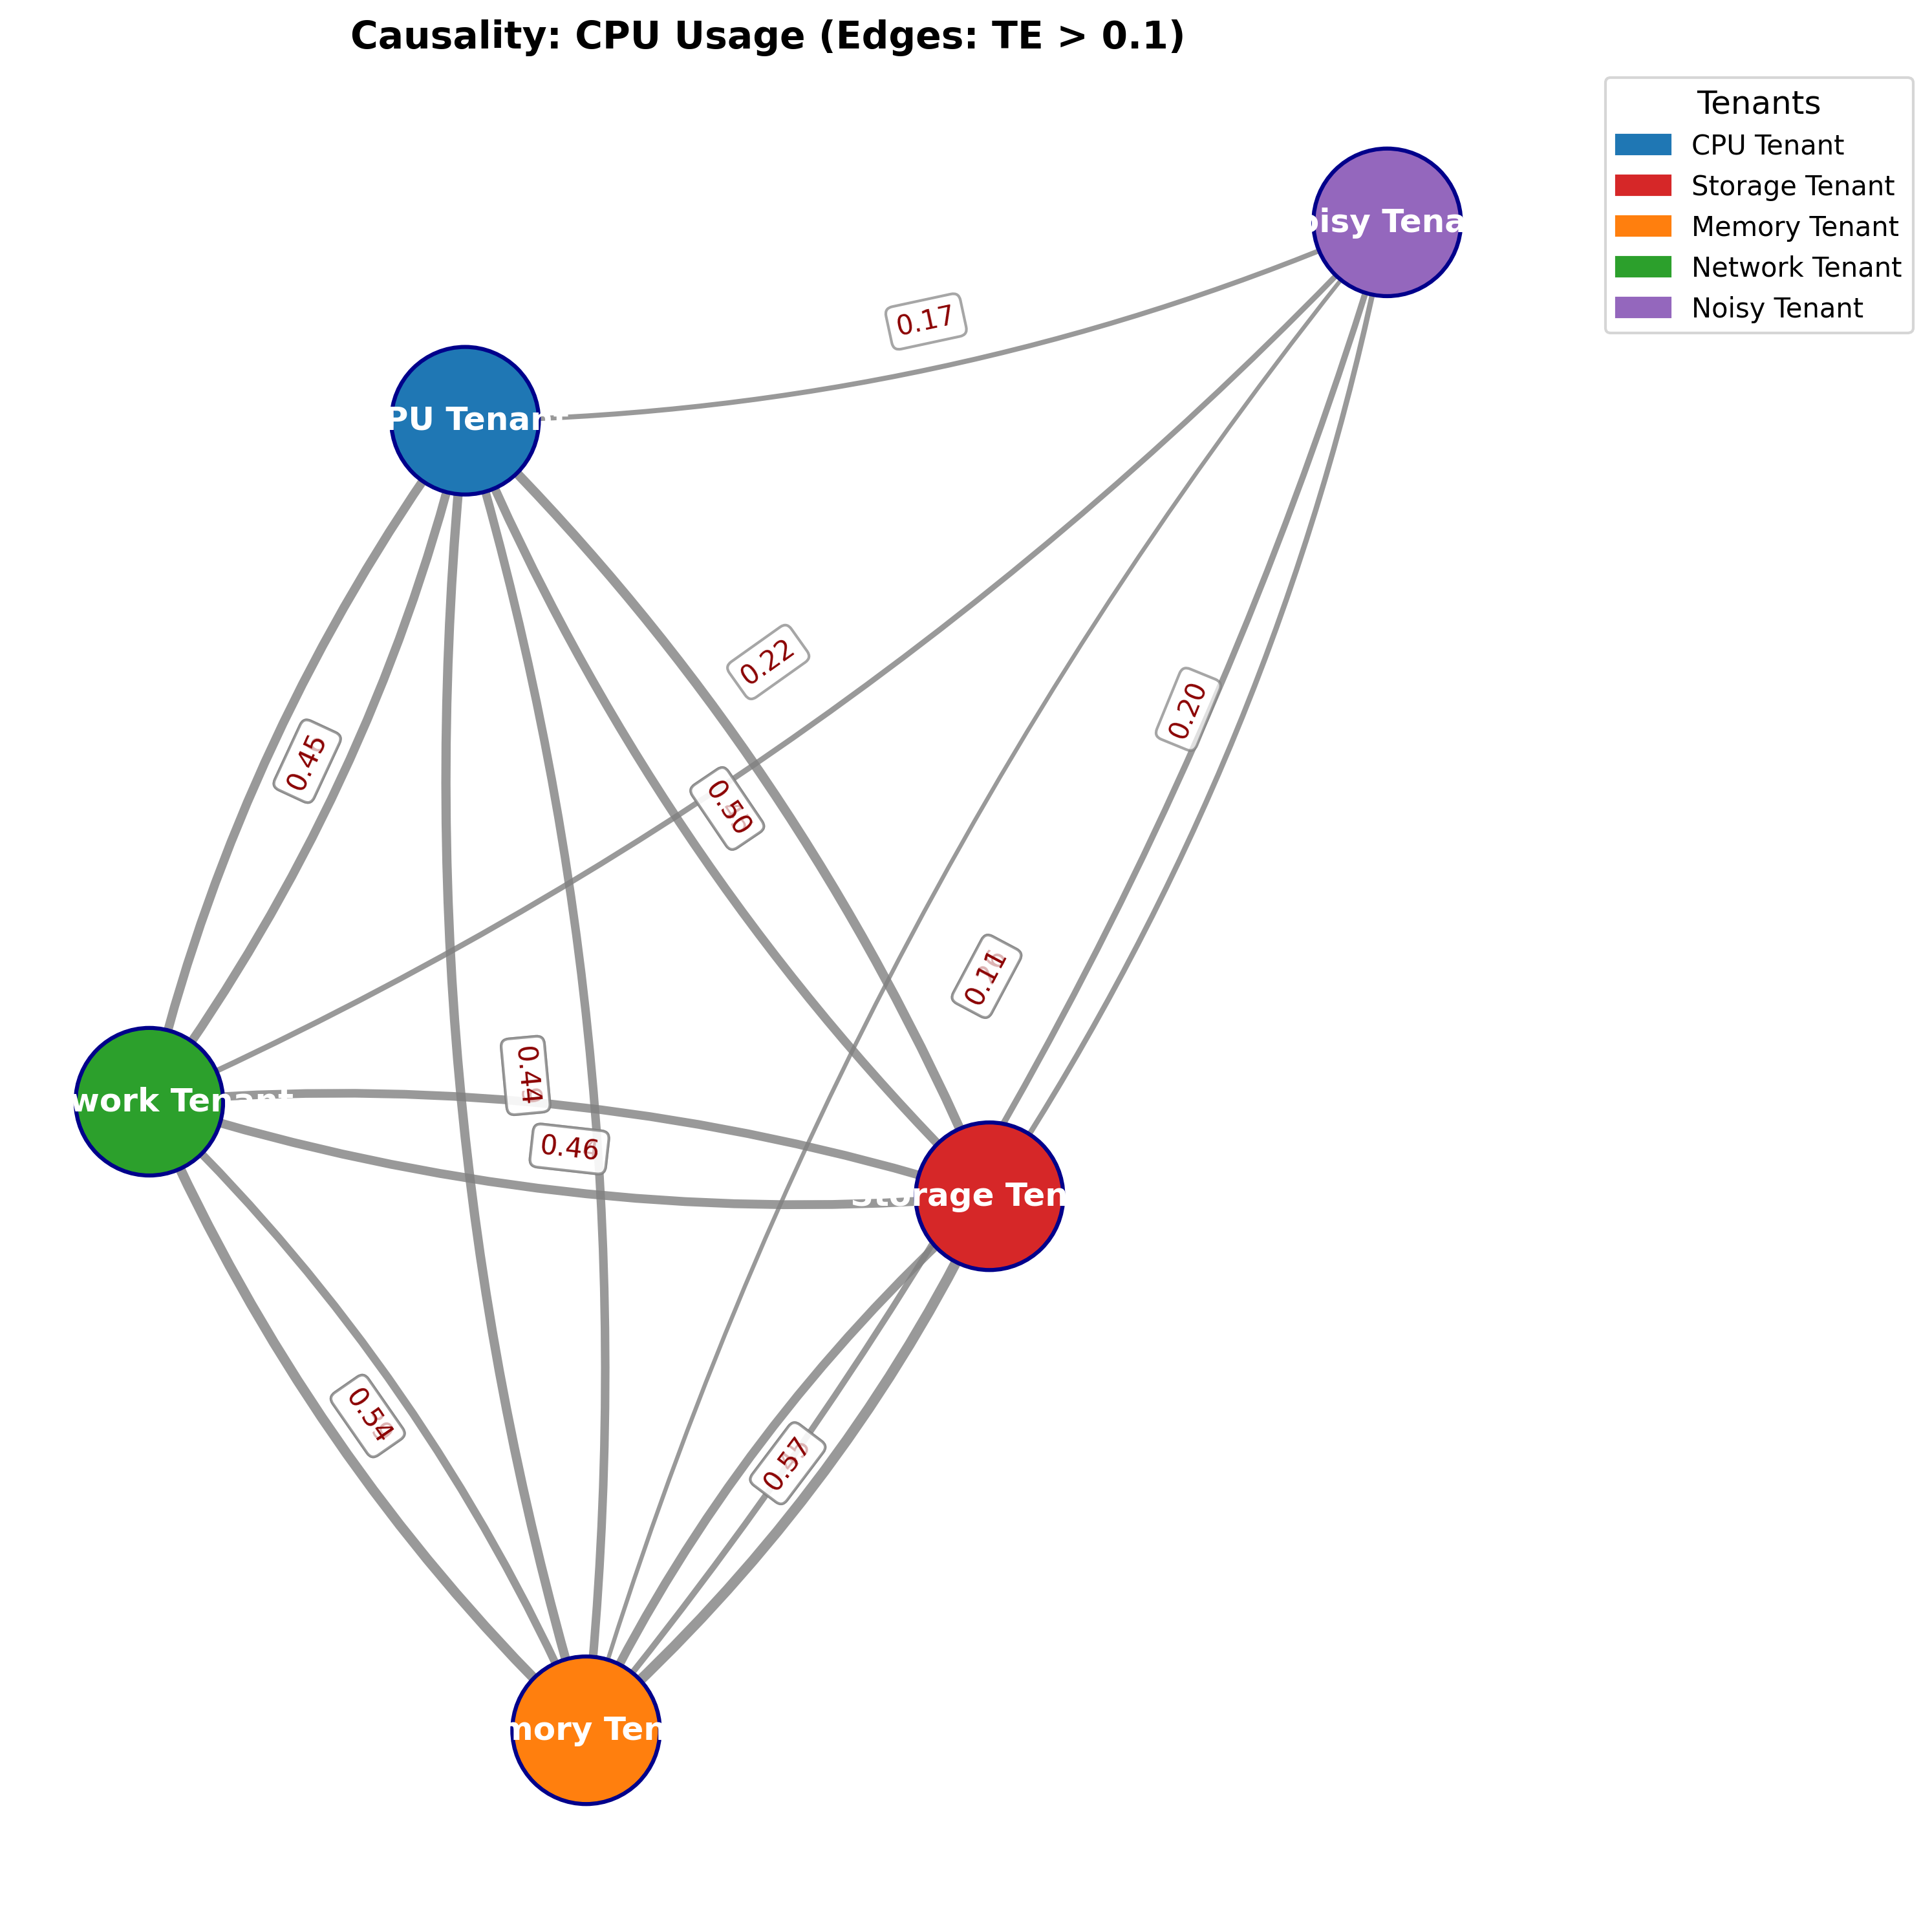 Causality: CPU Usage (Edges: TE > 0.1)
Tenants
CPU Tenant
Storage Tenant
Memory Tenant
Network Tenant
Noisy Tenant
oisy Tena
0.17
PU Tenant
0.22
0.20
0.45
0.50
0.11
0.44
work Tenant
0.46
Storage Ten
0.54
0.57
mory Ten